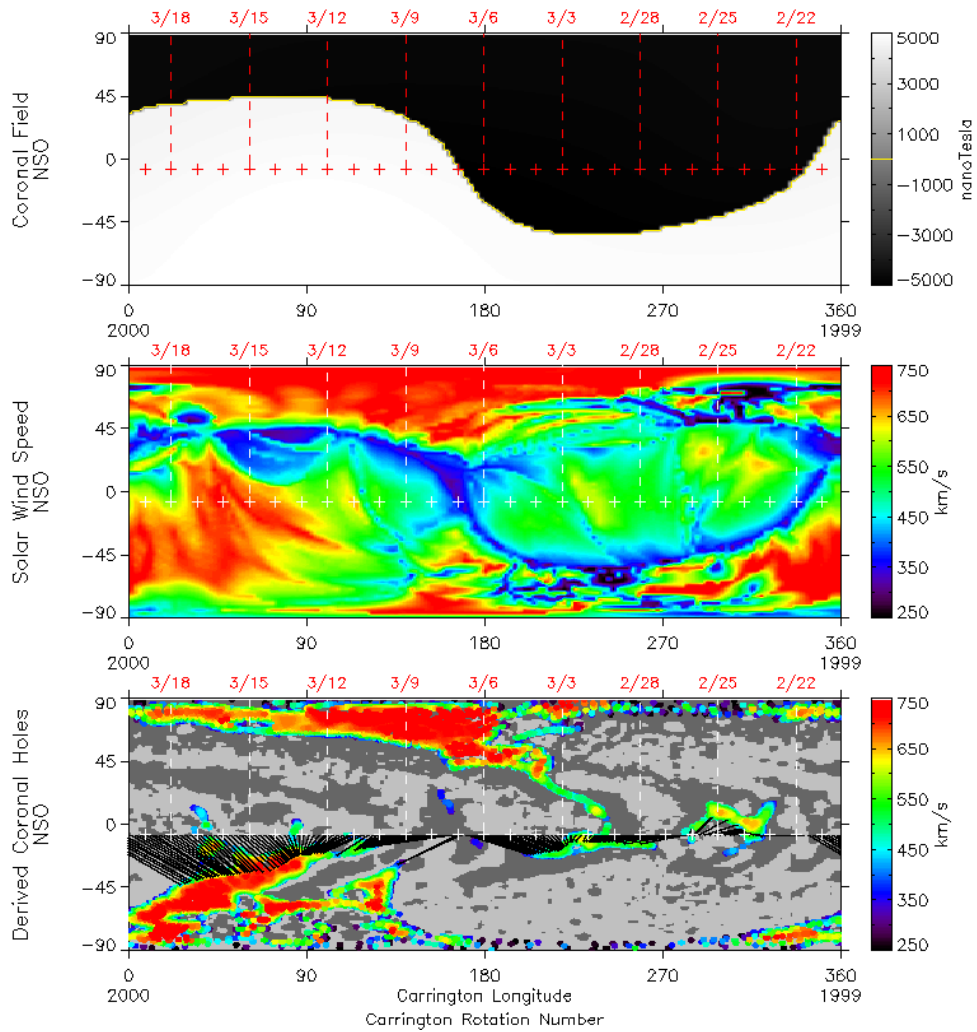 3/18 3/15 3/12 3/9 3/6 3/3 2/28 2/25 2/22
90
45
0
-45
-90
Coronal Field
NSO
5000
3000
1000
-1000
-3000
-5000
nanoTesla
0 90 180 270 360
2000 1999
3/18 3/15 3/12 3/9 3/6 3/3 2/28 2/25 2/22
90
45
0
-45
-90
Solar Wind Speed
NSO
750
650
550
450
350
250
km/s
0 90 180 270 360
2000 1999
3/18 3/15 3/12 3/9 3/6 3/3 2/28 2/25 2/22
90
45
0
-45
-90
Derived Coronal Holes
NSO
750
650
550
450
350
250
km/s
0 90 180 270 360
2000 Carrington Longitude 1999
Carrington Rotation Number